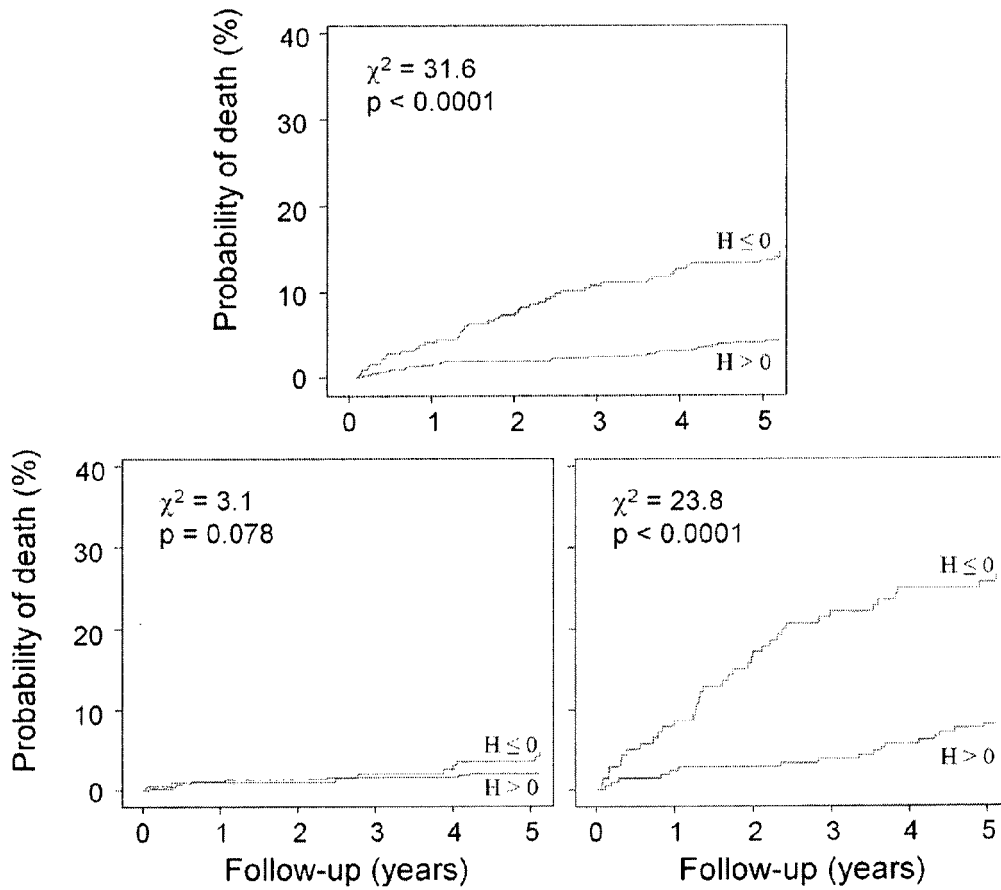 Probability of death (%)
40
30
20
10
0
χ² = 31.6
p < 0.0001
H ≤ 0
H > 0
0 1 2 3 4 5
Probability of death (%)
40
30
20
10
0
χ² = 3.1
p = 0.078
H ≤ 0
H > 0
0 1 2 3 4 5
Follow-up (years)
χ² = 23.8
p < 0.0001
H ≤ 0
H > 0
0 1 2 3 4 5
Follow-up (years)